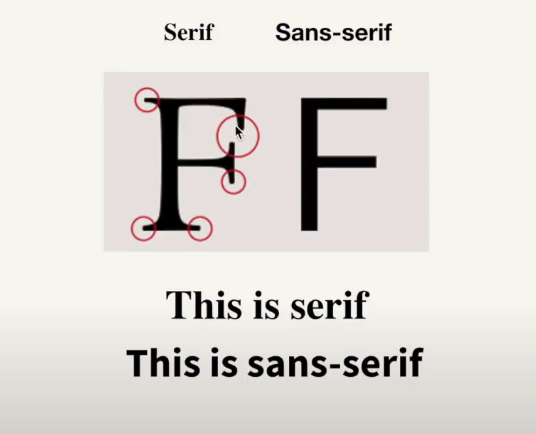 Serif Sans-serif
F F
This is serif
This is sans-serif